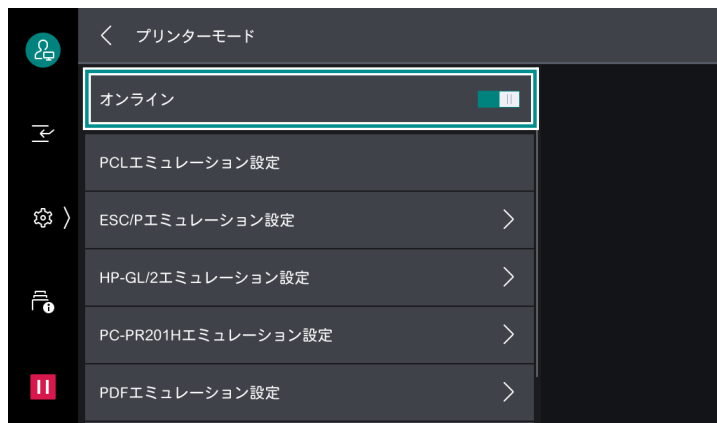 プリンターモード
オンライン
PCLエミュレーション設定
ESC/Pエミュレーション設定
HP-GL/2エミュレーション設定
PC-PR201Hエミュレーション設定
PDFエミュレーション設定